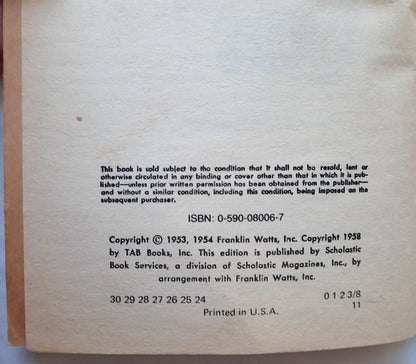 This book is sold subject to the condition that it shall not be resold, lent or
otherwise circulated in any binding or cover other than that in which it is pub-
lished—unless prior written permission has been obtained from the publisher—
and without a similar condition, including this condition, being imposed on the
subsequent purchaser.
ISBN: 0-590-08006-7
Copyright © 1953, 1954 Franklin Watts, Inc. Copyright 1958
by TAB Books, Inc. This edition is published by Scholastic
Book Services, a division of Scholastic Magazines, Inc., by
arrangement with Franklin Watts, Inc.
30 29 28 27 26 25 24 0 1 2 3/8
11
Printed in U.S.A.